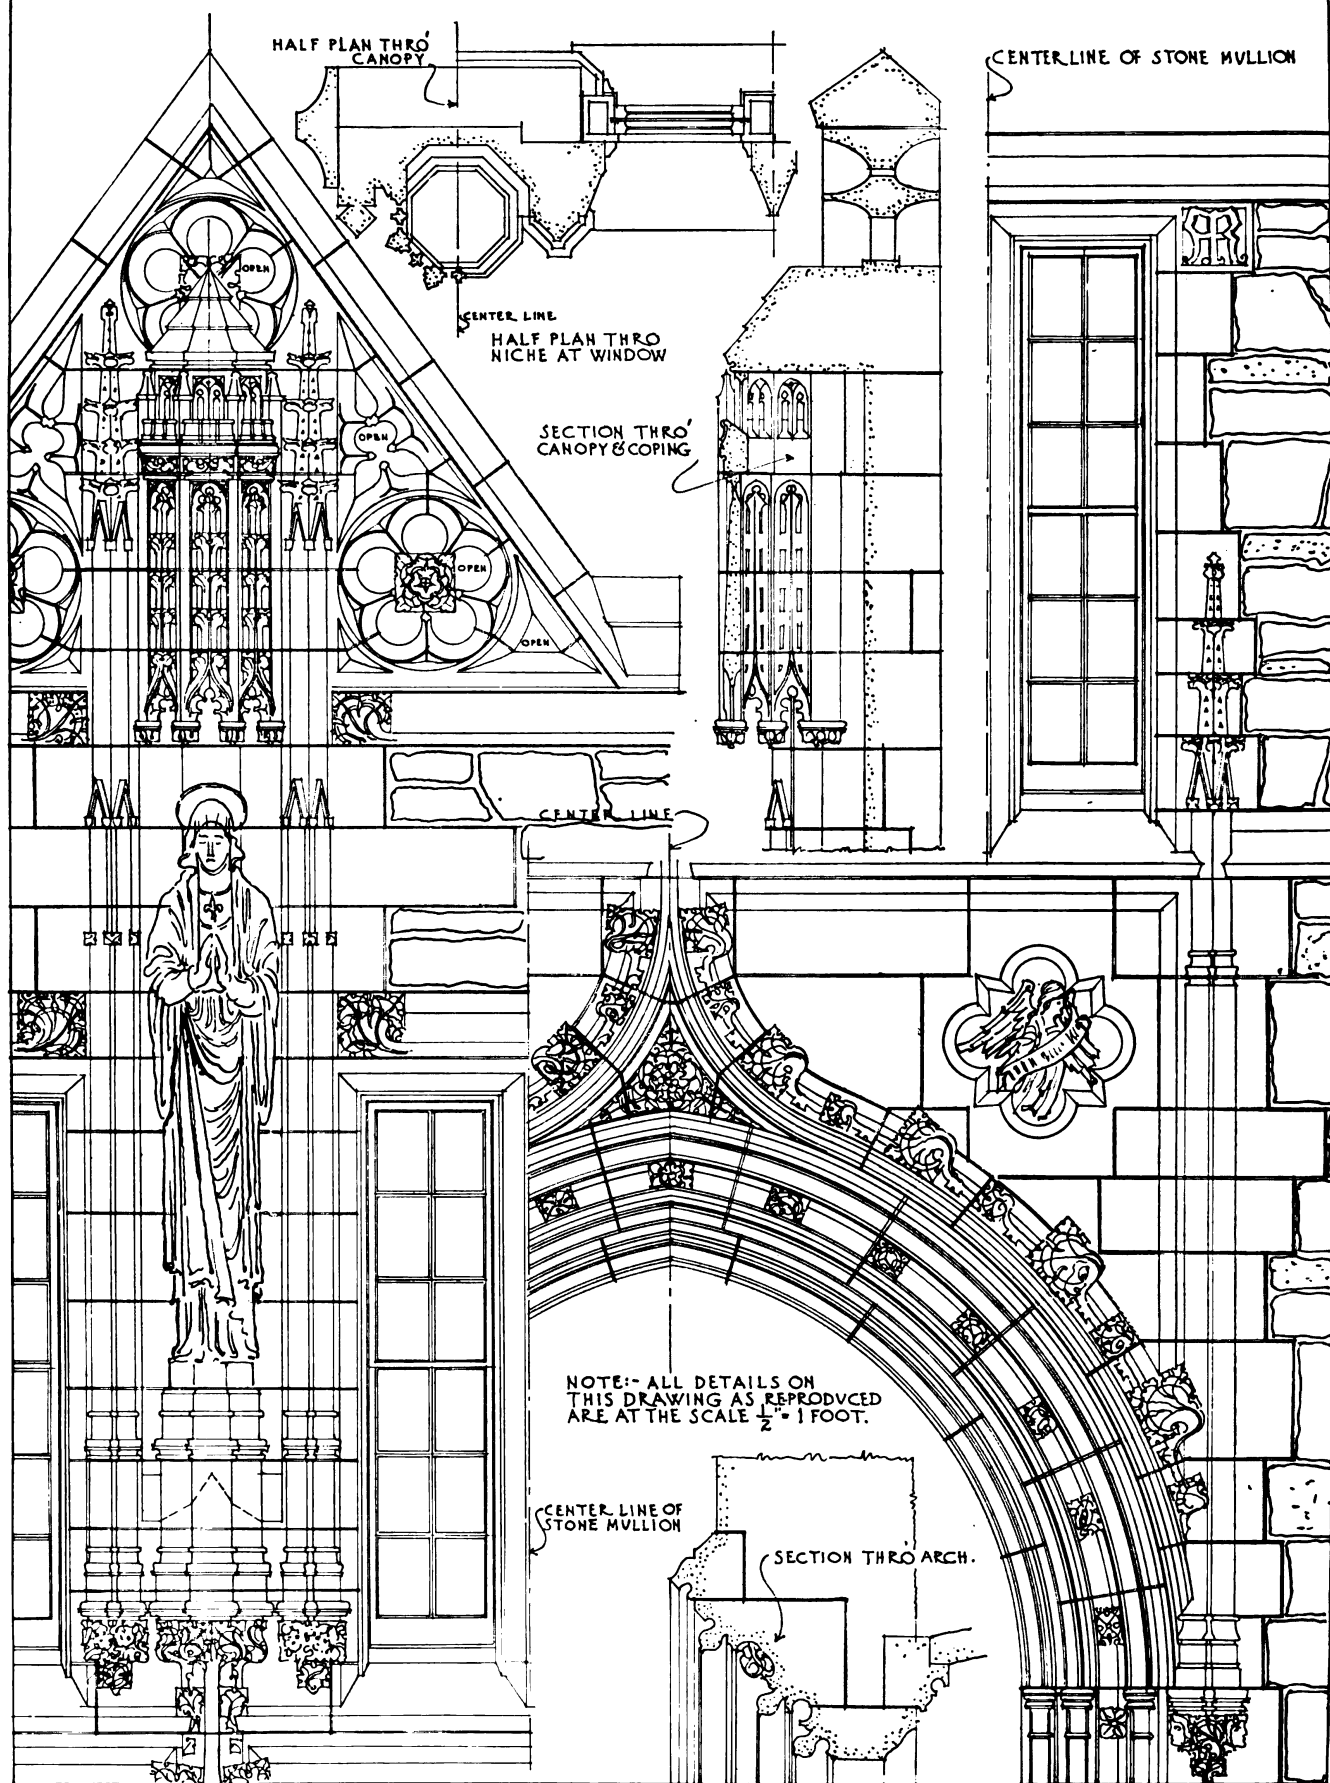 HALF PLAN THRO'
CANOPY
CENTER LINE OF STONE MULLION
OPEN
CENTER LINE
HALF PLAN THRO
NICHE AT WINDOW
OPEN
SECTION THRO'
CANOPY & COPING
OPEN
OPEN
CENTER LINE
NOTE:- ALL DETAILS ON
THIS DRAWING AS REPRODUCED
ARE AT THE SCALE 1/2" = 1 FOOT.
CENTER LINE OF
STONE MULLION
SECTION THRO ARCH.